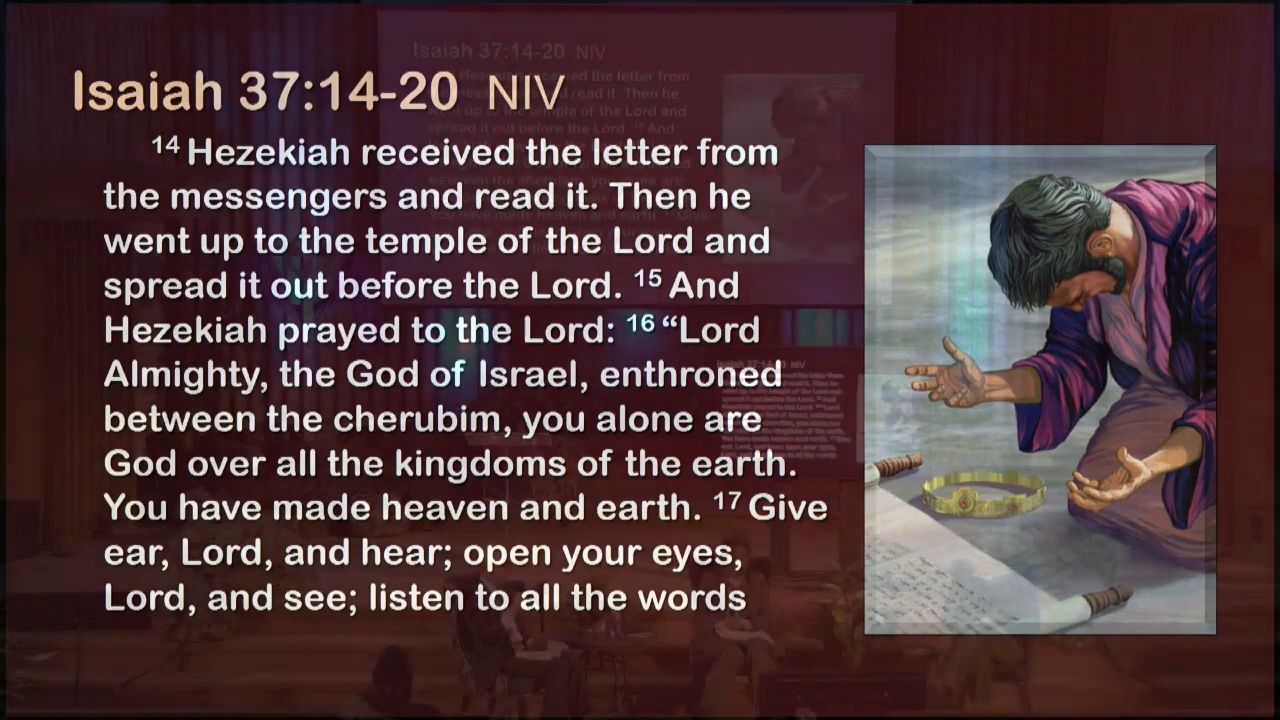 Isaiah 37:14-20 NIV
14 Hezekiah received the letter from
the messengers and read it. Then he
went up to the temple of the Lord and
spread it out before the Lord. 15 And
Hezekiah prayed to the Lord: 16 “Lord
Almighty, the God of Israel, enthroned
between the cherubim, you alone are
God over all the kingdoms of the earth.
You have made heaven and earth. 17 Give
ear, Lord, and hear; open your eyes,
Lord, and see; listen to all the words